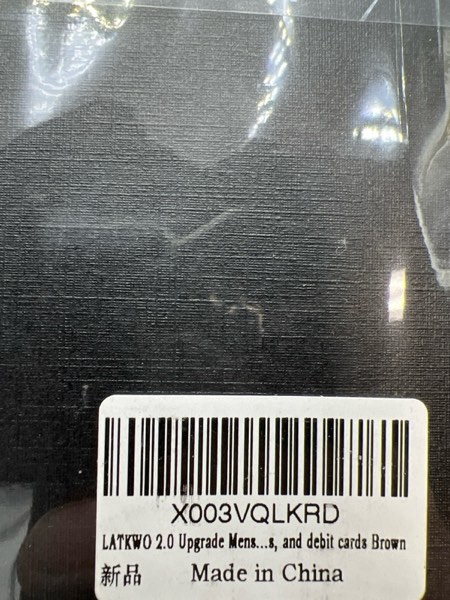 X003VQLKRD
LATKWO 2.0 Upgrade Mens...s, and debit cards Brown
新品 Made in China